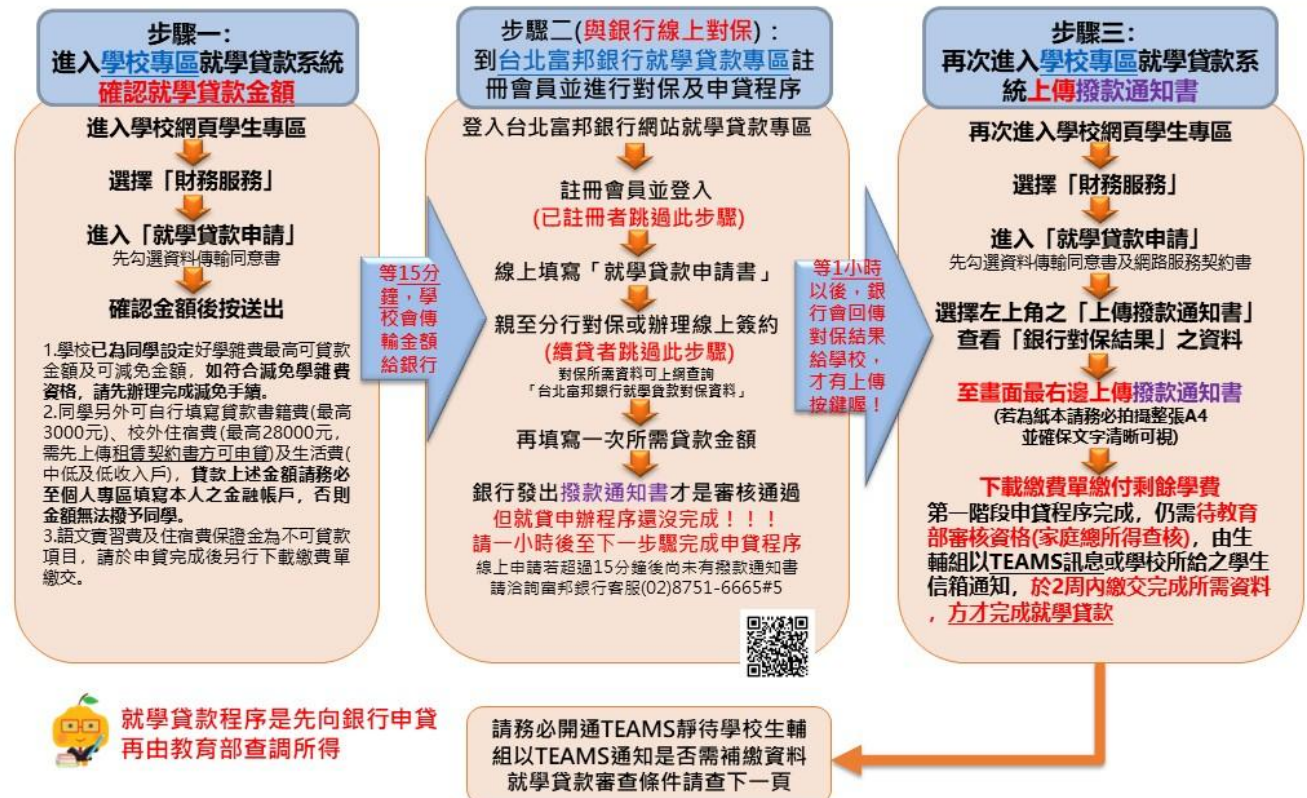 步驟一：
進入學校專區就學貸款系統
確認就學貸款金額
進入學校網頁學生專區
選擇「財務服務」
進入「就學貸款申請」
先勾選資料傳輸同意書
確認金額後按送出
1.學校已為同學設定好學雜費最高可貸款
金額及可減免金額，如符合減免學雜費
資格，請先辦理完成減免手續。
2.同學另外可自行填寫貸款書籍費(最高
3000元)、校外住宿費(最高28000元，
需先上傳租賃契約書方可申貸)及生活費(
中低及低收入戶)，貸款上述金額請務必
至個人專區填寫本人之金融帳戶，否則
金額無法撥予同學。
3.語文實習費及住宿費保證金為不可貸款
項目，請於申貸完成後另行下載繳費單
繳交。
等15分
鐘，學
校會傳
輸金額
給銀行
步驟二(與銀行線上對保)：
到台北富邦銀行就學貸款專區註
冊會員並進行對保及申貸程序
登入台北富邦銀行網站就學貸款專區
註冊會員並登入
(已註冊者跳過此步驟)
線上填寫「就學貸款申請書」
親至分行對保或辦理線上簽約
(續貸者跳過此步驟)
對保所需資料可上網查詢
「台北富邦銀行就學貸款對保資料」
再填寫一次所需貸款金額
銀行發出撥款通知書才是審核通過
但就貸申辦程序還沒完成！！！
請一小時後至下一步驟完成申貸程序
線上申請若超過15分鐘後尚未有撥款通知書
請洽詢富邦銀行客服(02)8751-6665#5
等1小時
以後，銀
行會回傳
對保結果
給學校，
才有上傳
按鍵喔！
步驟三：
再次進入學校專區就學貸款系
統上傳撥款通知書
再次進入學校網頁學生專區
選擇「財務服務」
進入「就學貸款申請」
先勾選資料傳輸同意書及網路服務契約書
選擇左上角之「上傳撥款通知書」
查看「銀行對保結果」之資料
至畫面最右邊上傳撥款通知書
(若為紙本請務必拍攝整張A4
並確保文字清晰可視)
下載繳費單繳付剩餘學費
第一階段申貸程序完成，仍需待教育
部審核資格(家庭總所得查核)，由生
輔組以TEAMS訊息或學校所給之學生
信箱通知，於2周內繳交完成所需資料
，方才完成就學貸款
就學貸款程序是先向銀行申貸
再由教育部查調所得
請務必開通TEAMS靜待學校生輔
組以TEAMS通知是否需補繳資料
就學貸款審查條件請查下一頁